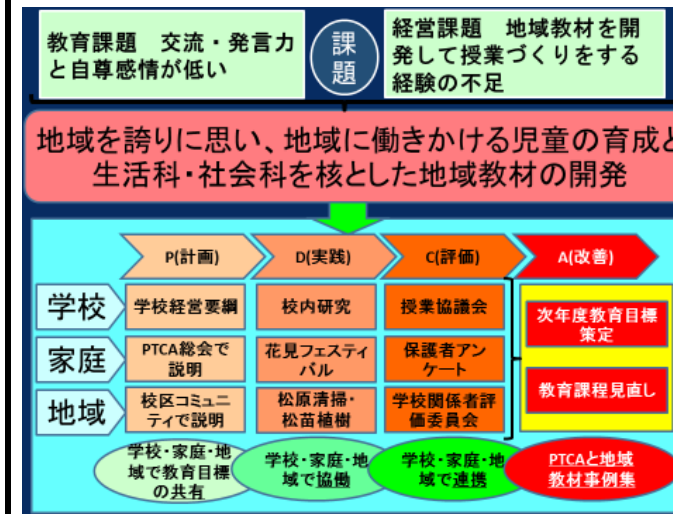 教育課題　交流・発言力
と自尊感情が低い
課
題
経営課題　地域教材を開
発して授業づくりをする
経験の不足
地域を誇りに思い、地域に働きかける児童の育成と
生活科・社会科を核とした地域教材の開発
P(計画)
D(実践)
C(評価)
A(改善)
学校
学校経営要綱
校内研究
授業協議会
次年度教育目標
策定
家庭
PTCA総会で
説明
花見フェスティ
バル
保護者アン
ケート
教育課程見直し
地域
校区コミュニ
ティで説明
松原清掃・
松苗植樹
学校関係者評
価委員会
学校・家庭・地
域で教育目標
の共有
学校・家庭・地
域で協働
学校・家庭・地
域で連携
PTCAと地域
教材事例集